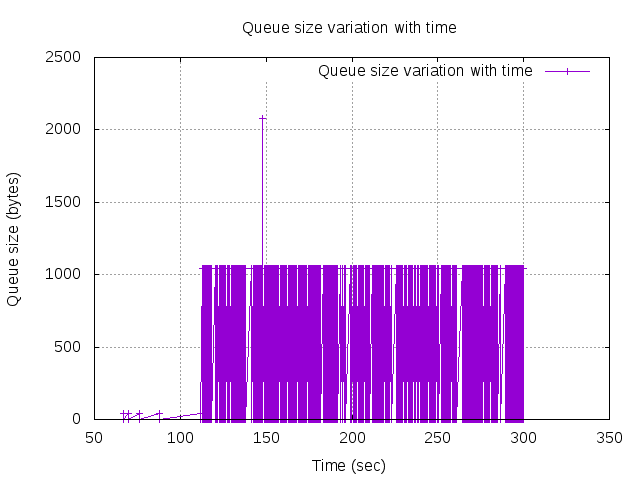 Queue size variation with time
Queue size variation with time
2500
2000
1500
1000
500
0
Queue size (bytes)
50 100 150 200 250 300 350
Time (sec)